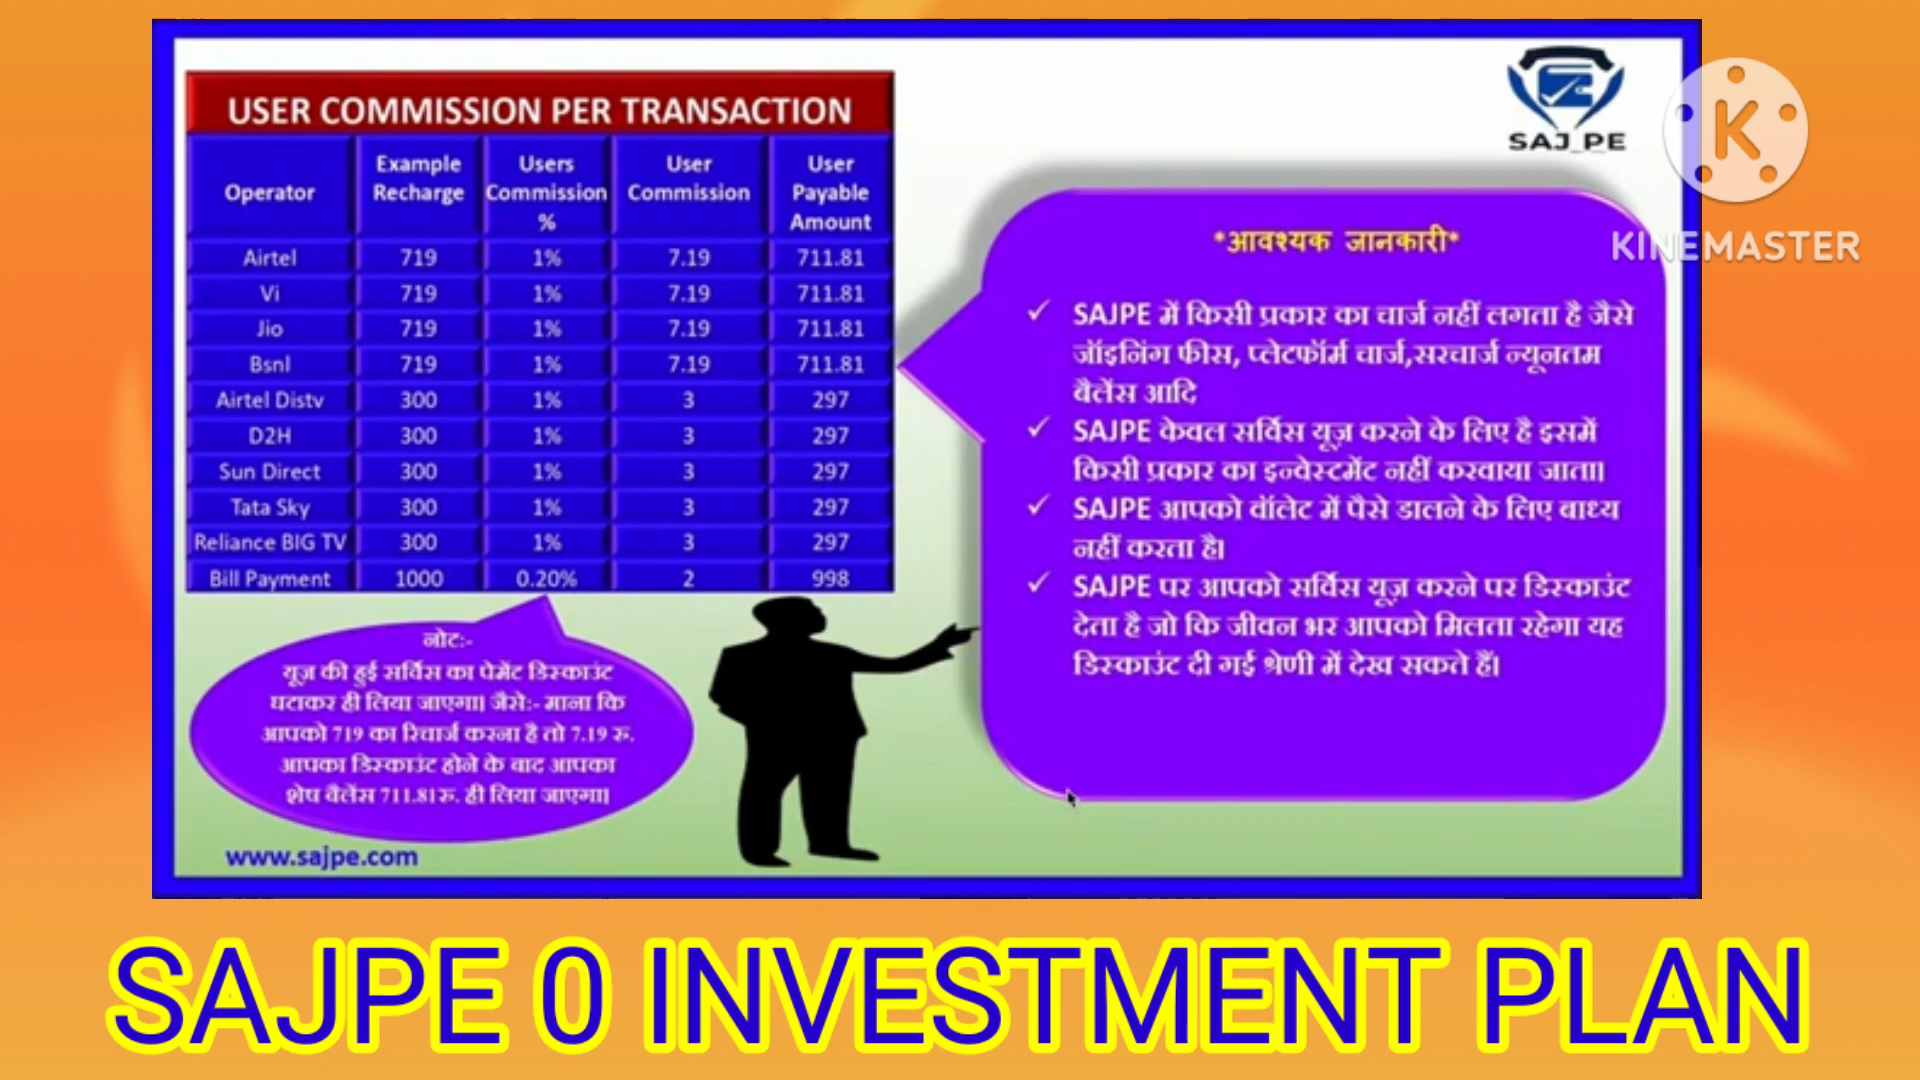 USER COMMISSION PER TRANSACTION
Operator Example Recharge Users Commission % User Commission User Payable Amount
Airtel 719 1% 7.19 711.81
Vi 719 1% 7.19 711.81
Jio 719 1% 7.19 711.81
Bsnl 719 1% 7.19 711.81
Airtel Distv 300 1% 3 297
D2H 300 1% 3 297
Sun Direct 300 1% 3 297
Tata Sky 300 1% 3 297
Reliance BIG TV 300 1% 3 297
Bill Payment 1000 0.20% 2 998
नोट:-
यूज़ की हुई सर्विस का पेमेंट डिस्काउंट
घटाकर ही लिया जाएगा। जैसे:- माना कि
आपको 719 का रिचार्ज करना है तो 7.19 रु.
आपका डिस्काउंट होने के बाद आपका
शेष बैलेंस 711.81रु. ही लिया जाएगा।
www.sajpe.com
SAJ PE
K
KINEMASTER
*आवश्यक जानकारी*
✓ SAJPE में किसी प्रकार का चार्ज नहीं लगता है जैसे
जॉइनिंग फीस, प्लेटफॉर्म चार्ज,सरचार्ज न्यूनतम
बैलेंस आदि
✓ SAJPE केवल सर्विस यूज़ करने के लिए है इसमें
किसी प्रकार का इन्वेस्टमेंट नहीं करवाया जाता।
✓ SAJPE आपको वॉलेट में पैसे डालने के लिए बाध्य
नहीं करता है।
✓ SAJPE पर आपको सर्विस यूज़ करने पर डिस्काउंट
देता है जो कि जीवन भर आपको मिलता रहेगा यह
डिस्काउंट दी गई श्रेणी में देख सकते हैं।
SAJPE 0 INVESTMENT PLAN